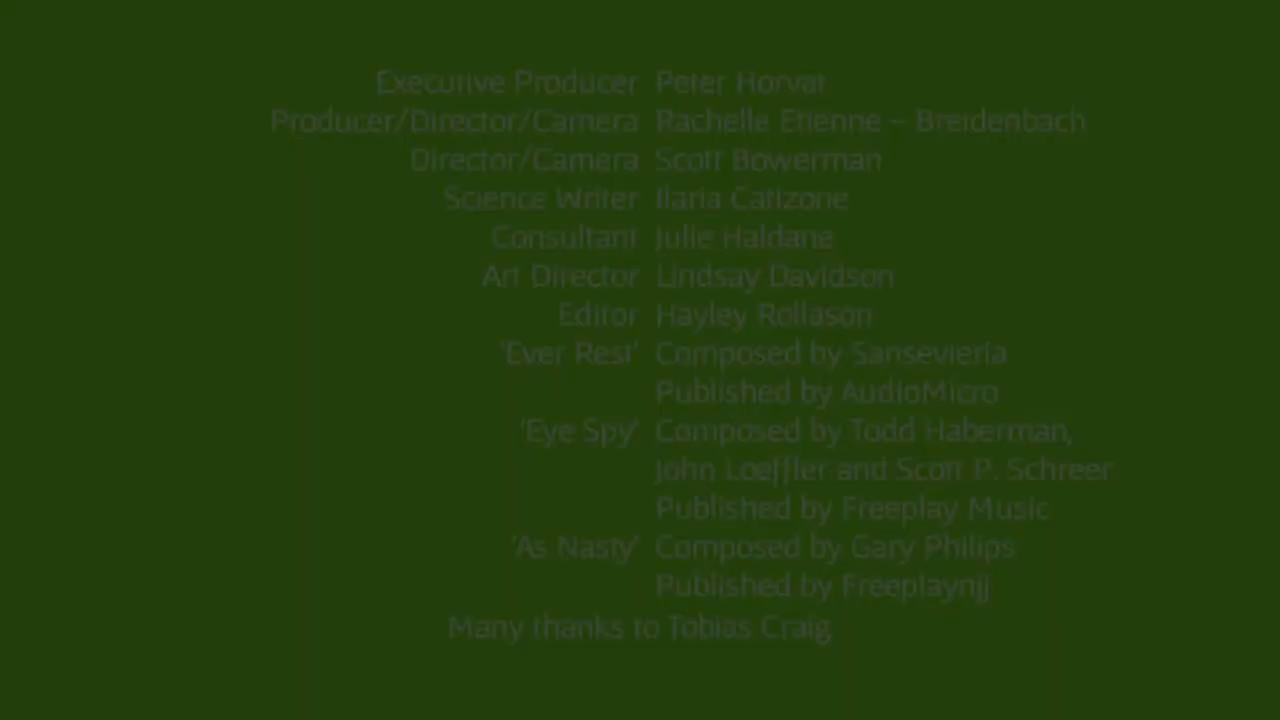 Executive Producer Peter Horvat
Producer/Director/Camera Rachelle Etienne – Breidenbach
Director/Camera Scott Bowerman
Science Writer Ilaria Catizone
Consultant Julie Haldane
Art Director Lindsay Davidson
Editor Hayley Rollason
'Ever Rest' Composed by Sansevieria
Published by AudioMicro
'Eye Spy' Composed by Todd Haberman,
John Loeffler and Scott P. Schreer
Published by Freeplay Music
'As Nasty' Composed by Gary Philips
Published by Freeplaynjj
Many thanks to Tobias Craig